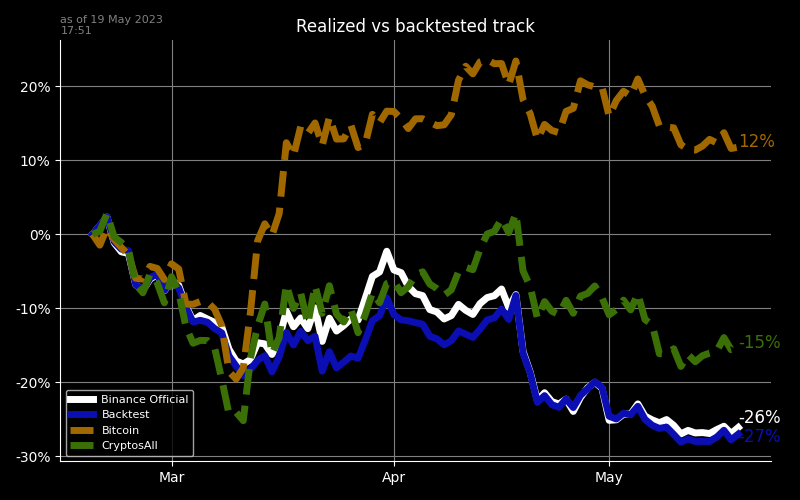 as of 19 May 2023
17:51
Realized vs backtested track
20%
10%
0%
-10%
-20%
-30%
12%
-15%
-26%
-27%
Binance Official
Backtest
Bitcoin
CryptosAll
Mar Apr May